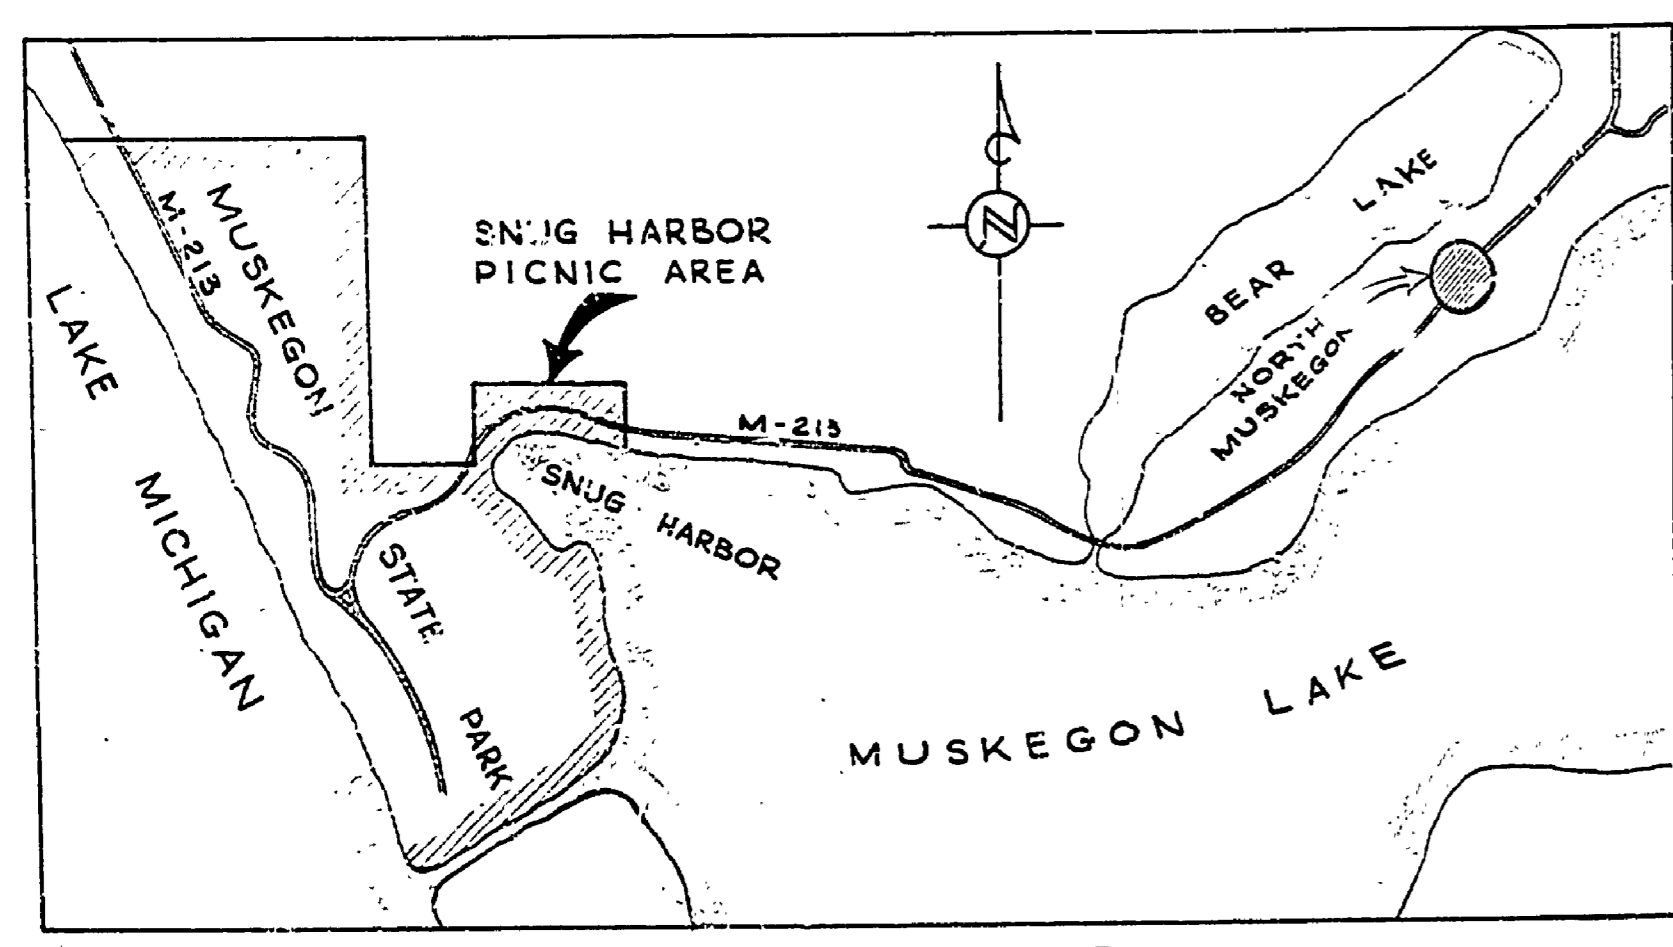 M-213
MUSKEGON
STATE
PARK
LAKE
MICHIGAN
SNUG HARBOR
PICNIC AREA
SNUG HARBOR
M-213
N
BEAR LAKE
NORTH
MUSKEGON
MUSKEGON LAKE